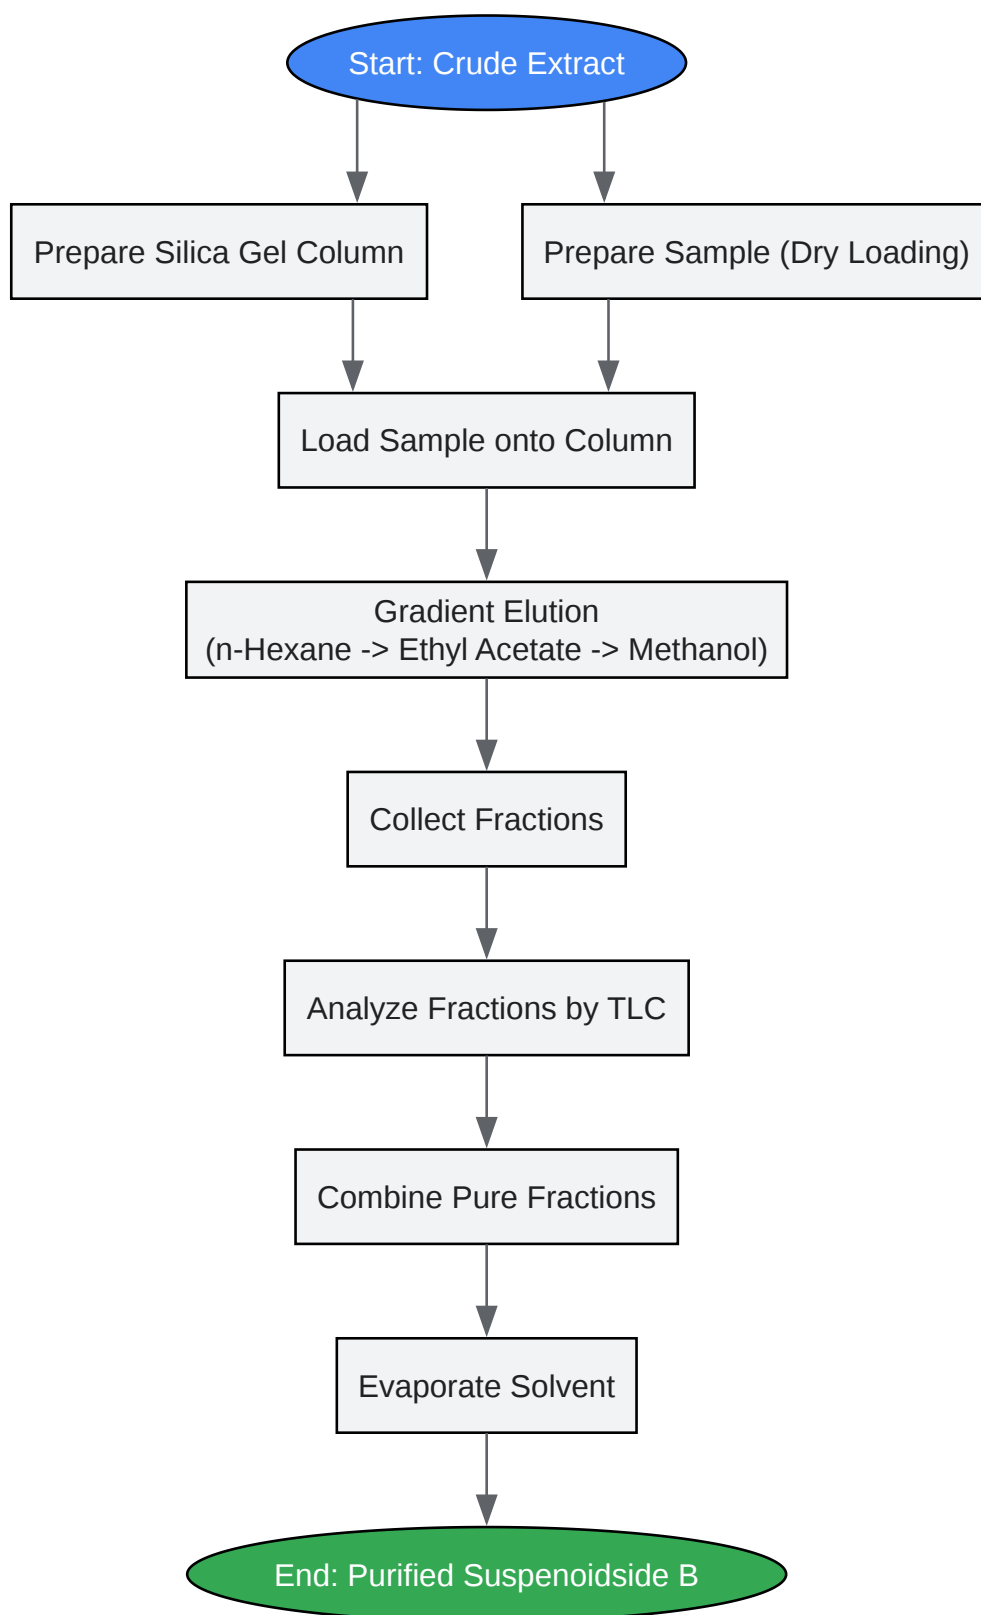 Start: Crude Extract
Prepare Silica Gel Column
Prepare Sample (Dry Loading)
Load Sample onto Column
Gradient Elution
(n-Hexane -> Ethyl Acetate -> Methanol)
Collect Fractions
Analyze Fractions by TLC
Combine Pure Fractions
Evaporate Solvent
End: Purified Suspenoidside B